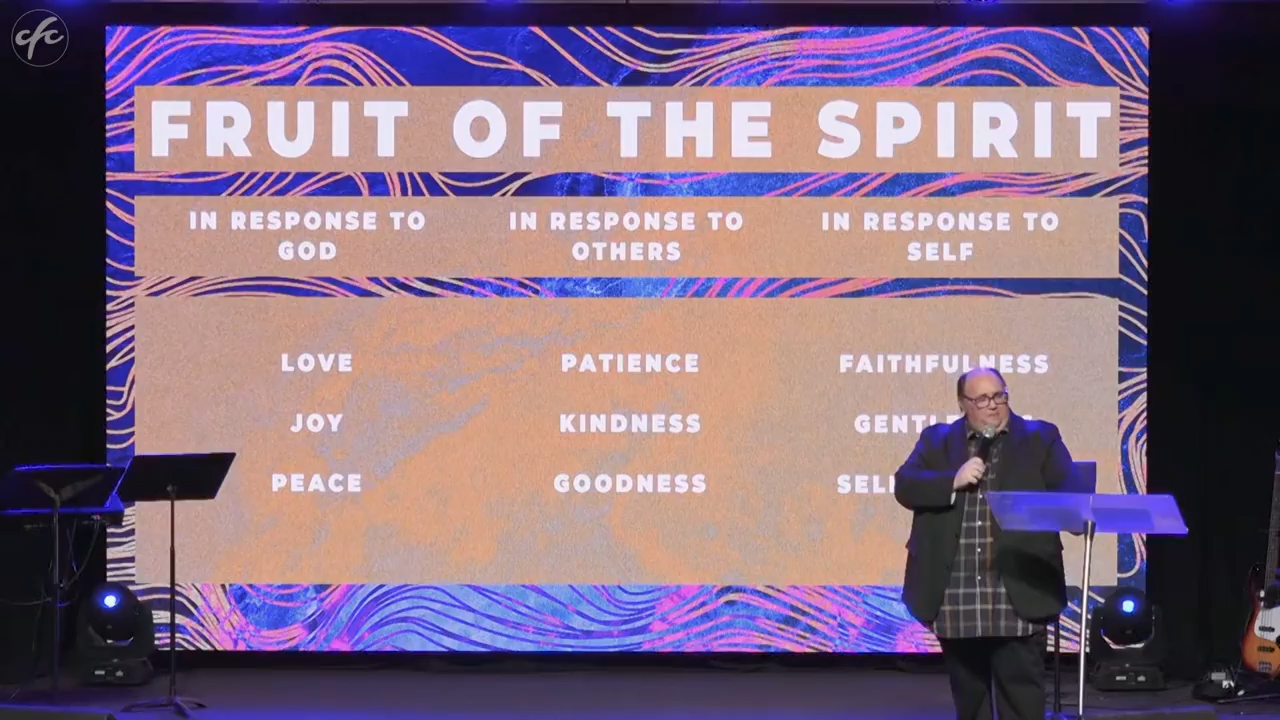 cfc
FRUIT OF THE SPIRIT
IN RESPONSE TO
GOD
IN RESPONSE TO
OTHERS
IN RESPONSE TO
SELF
LOVE
PATIENCE
FAITHFULNESS
JOY
KINDNESS
PEACE
GOODNESS